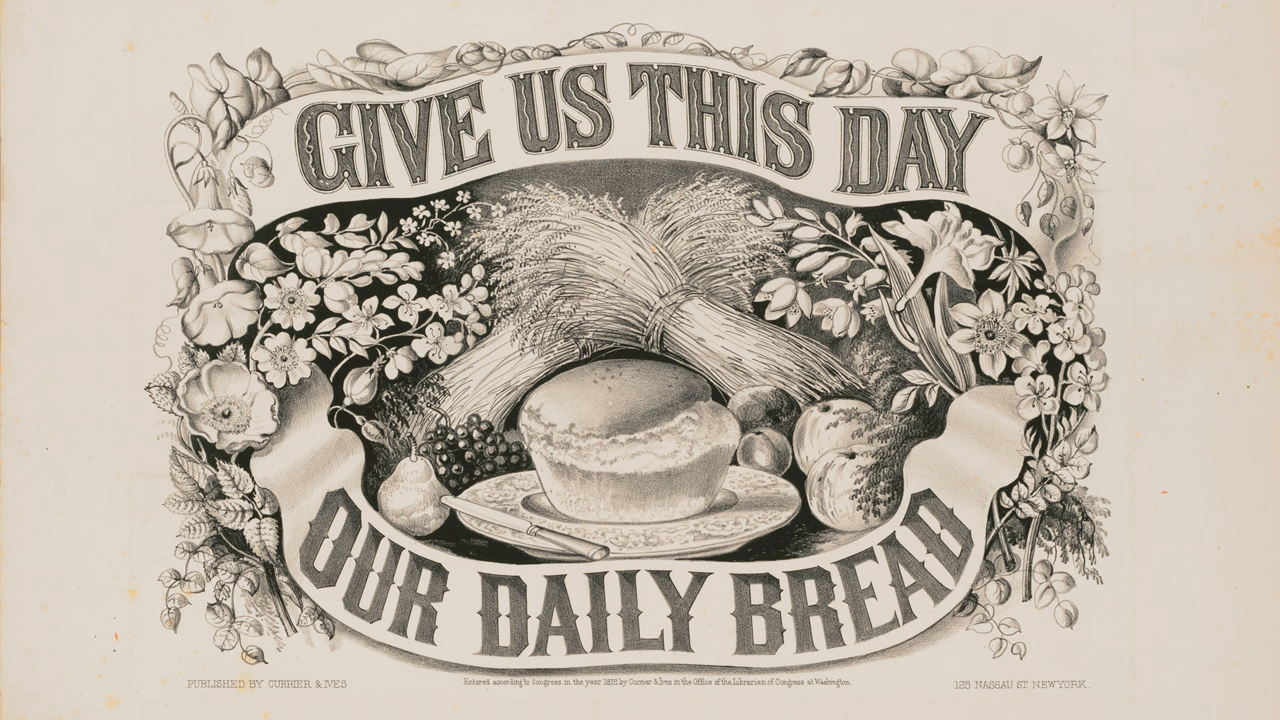 GIVE US THIS DAY
OUR DAILY BREAD
PUBLISHED BY CURRIER & IVES
Entered according to Congress in the year 1878 by Currier & Ives in the Office of the Librarian of Congress at Washington.
125 NASSAU ST. NEW YORK.